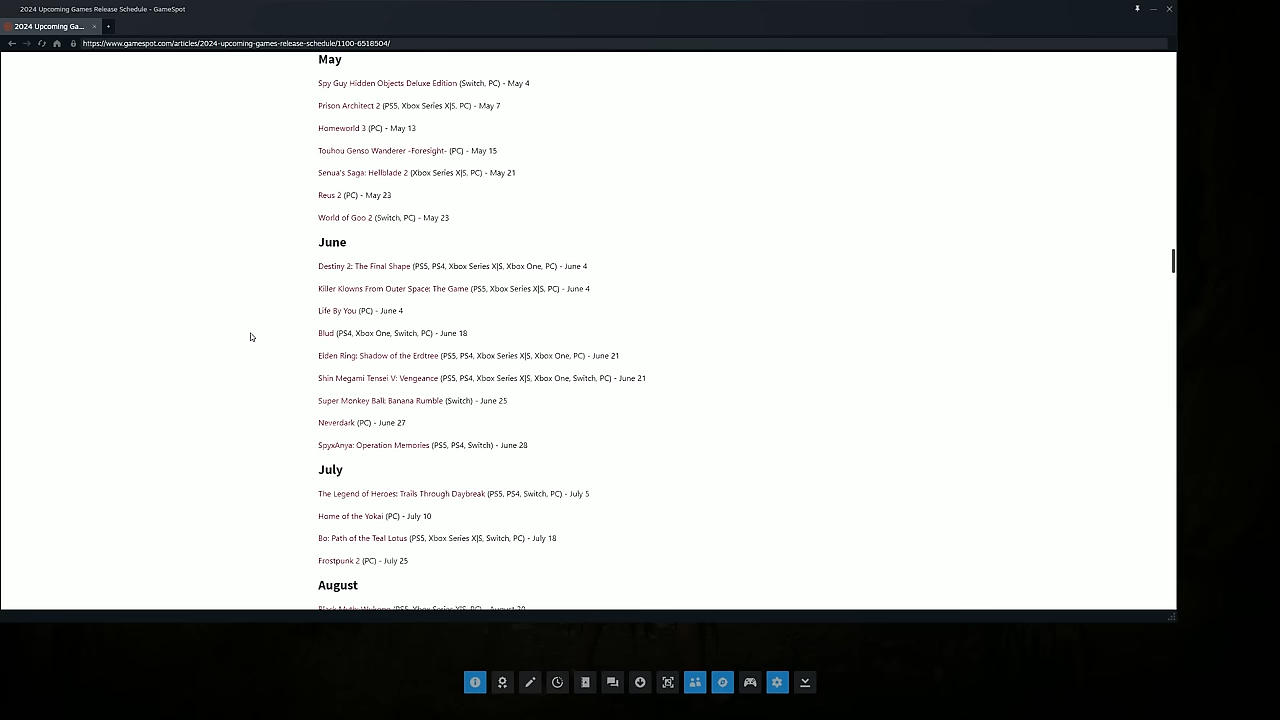 2024 Upcoming Games Release Schedule - GameSpot
2024 Upcoming Ga...
https://www.gamespot.com/articles/2024-upcoming-games-release-schedule/1100-6518504/
May
Spy Guy Hidden Objects Deluxe Edition (Switch, PC) - May 4
Prison Architect 2 (PS5, Xbox Series X|S. PC) - May 7
Homeworld 3 (PC) - May 13
Touhou Genso Wanderer -Foresight- (PC) - May 15
Senua's Saga: Hellblade 2 (Xbox Series X|S. PC) - May 21
Reus 2 (PC) - May 23
World of Goo 2 (Switch, PC) - May 23
June
Destiny 2: The Final Shape (PS5, PS4, Xbox Series X|S, Xbox One, PC) - June 4
Killer Klowns From Outer Space: The Game (PS5, Xbox Series X|S, PC) - June 4
Life By You (PC) - June 4
Blud (PS4, Xbox One, Switch, PC) - June 18
Elden Ring: Shadow of the Erdtree (PS5, PS4, Xbox Series X|S, Xbox One, PC) - June 21
Shin Megami Tensei V: Vengeance (PS5, PS4, Xbox Series X|S, Xbox One, Switch, PC) - June 21
Super Monkey Ball: Banana Rumble (Switch) - June 25
Neverdark (PC) - June 27
SpyxAnya: Operation Memories (PS5, PS4, Switch) - June 28
July
The Legend of Heroes: Trails Through Daybreak (PS5, PS4, Switch, PC) - July 5
Home of the Yokai (PC) - July 10
Bo: Path of the Teal Lotus (PS5, Xbox Series X|S, Switch, PC) - July 18
Frostpunk 2 (PC) - July 25
August
Black Myth: Wukong (PS5, Xbox Series X|S, PC) - August 20